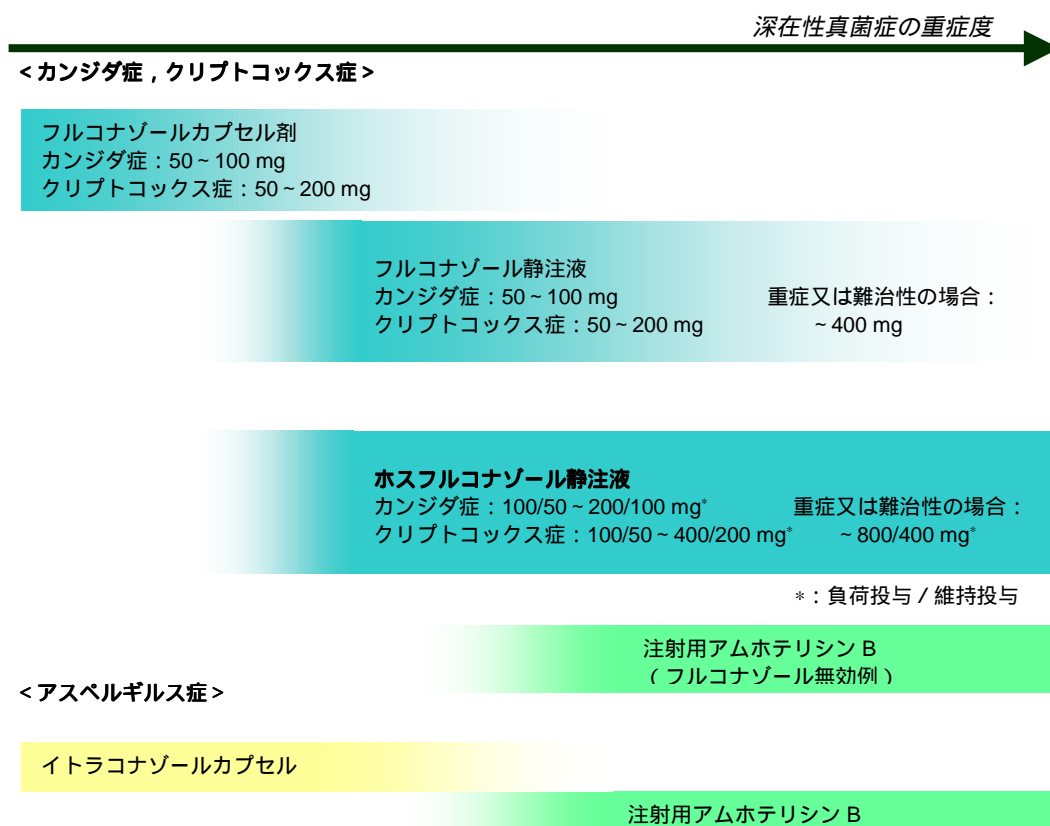 深在性真菌症の重症度
<カンジダ症，クリプトコックス症>
フルコナゾールカプセル剤
カンジダ症：50～100 mg
クリプトコックス症：50～200 mg
フルコナゾール静注液
カンジダ症：50～100 mg 重症又は難治性の場合：
クリプトコックス症：50～200 mg ～400 mg
ホスフルコナゾール静注液
カンジダ症：100/50～200/100 mg* 重症又は難治性の場合：
クリプトコックス症：100/50～400/200 mg* ～800/400 mg*
*：負荷投与／維持投与
注射用アムホテリシン B
（フルコナゾール無効例）
<アスペルギルス症>
イトラコナゾールカプセル
注射用アムホテリシン B